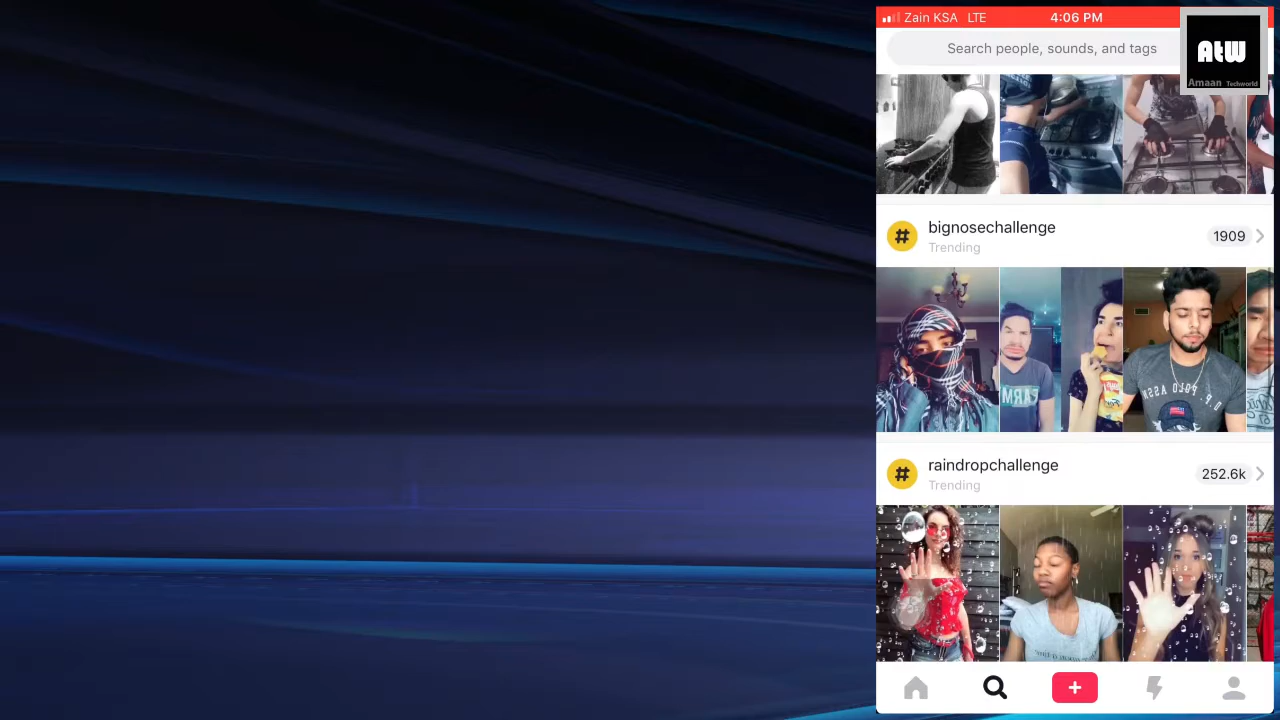 Zain KSA LTE 4:06 PM
Search people, sounds, and tags
AtW
Amaan Techworld
bignosechallenge
Trending
1909
raindropchallenge
Trending
252.6k